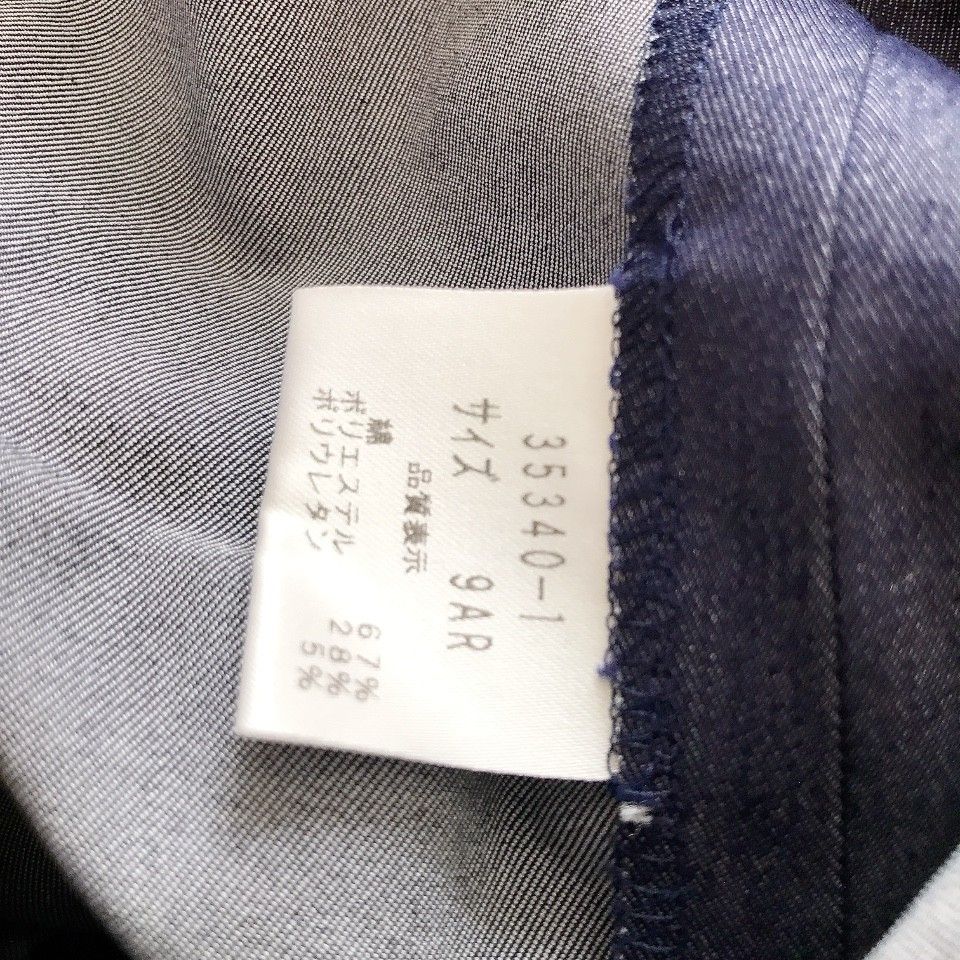 35340-1
サイズ 9AR
品質表示
綿 67%
ポリエステル 28%
ポリウレタン 5%